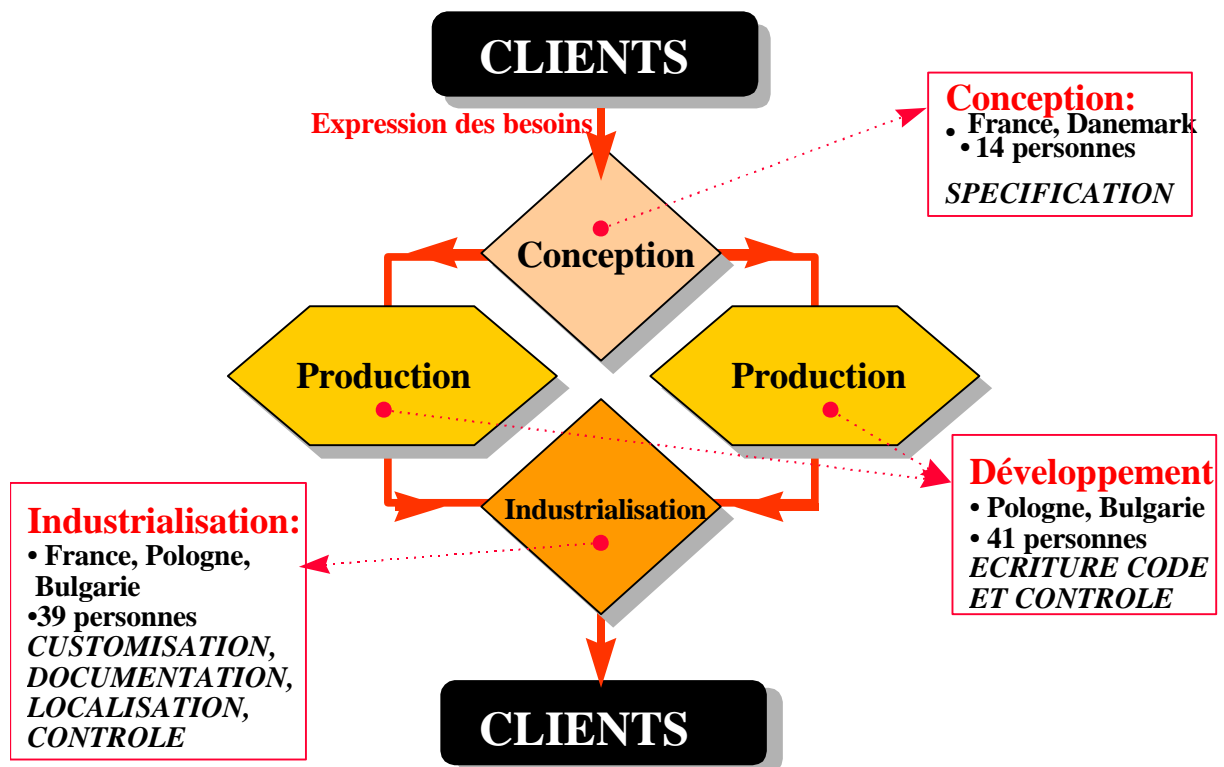 CLIENTS
Expression des besoins
Conception:
• France, Danemark
• 14 personnes
SPECIFICATION
Conception
Production
Production
Industrialisation
Développement
• Pologne, Bulgarie
• 41 personnes
ECRITURE CODE
ET CONTROLE
Industrialisation:
• France, Pologne,
Bulgarie
•39 personnes
CUSTOMISATION,
DOCUMENTATION,
LOCALISATION,
CONTROLE
CLIENTS